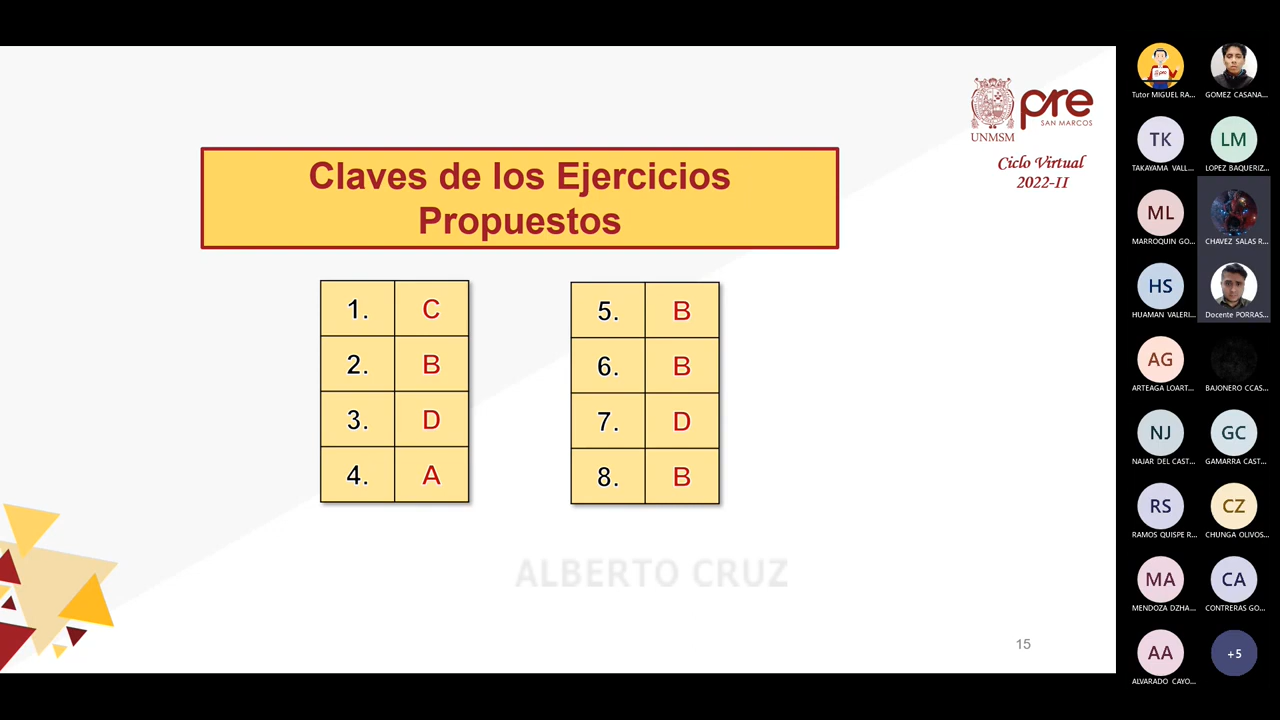 UNMSM
pre
SAN MARCOS
Ciclo Virtual
2022-II
Claves de los Ejercicios
Propuestos
1. C
2. B
3. D
4. A
5. B
6. B
7. D
8. B
ALBERTO CRUZ
15
Tutor MIGUEL RA...
GOMEZ CASANA...
TK
TAKAYAMA VALL...
LM
LOPEZ BAQUERIZ...
ML
MARROQUIN GO...
CHAVEZ SALAS R...
HS
HUAMAN VALERI...
Docente PORRAS...
AG
ARTEAGA LOART...
BAJONERO CCAS...
NJ
NAJAR DEL CAST...
GC
GAMARRA CAST...
RS
RAMOS QUISPE R...
CZ
CHUNGA OLIVOS...
MA
MENDOZA DZHA...
CA
CONTRERAS GO...
AA
ALVARADO CAYO...
+5